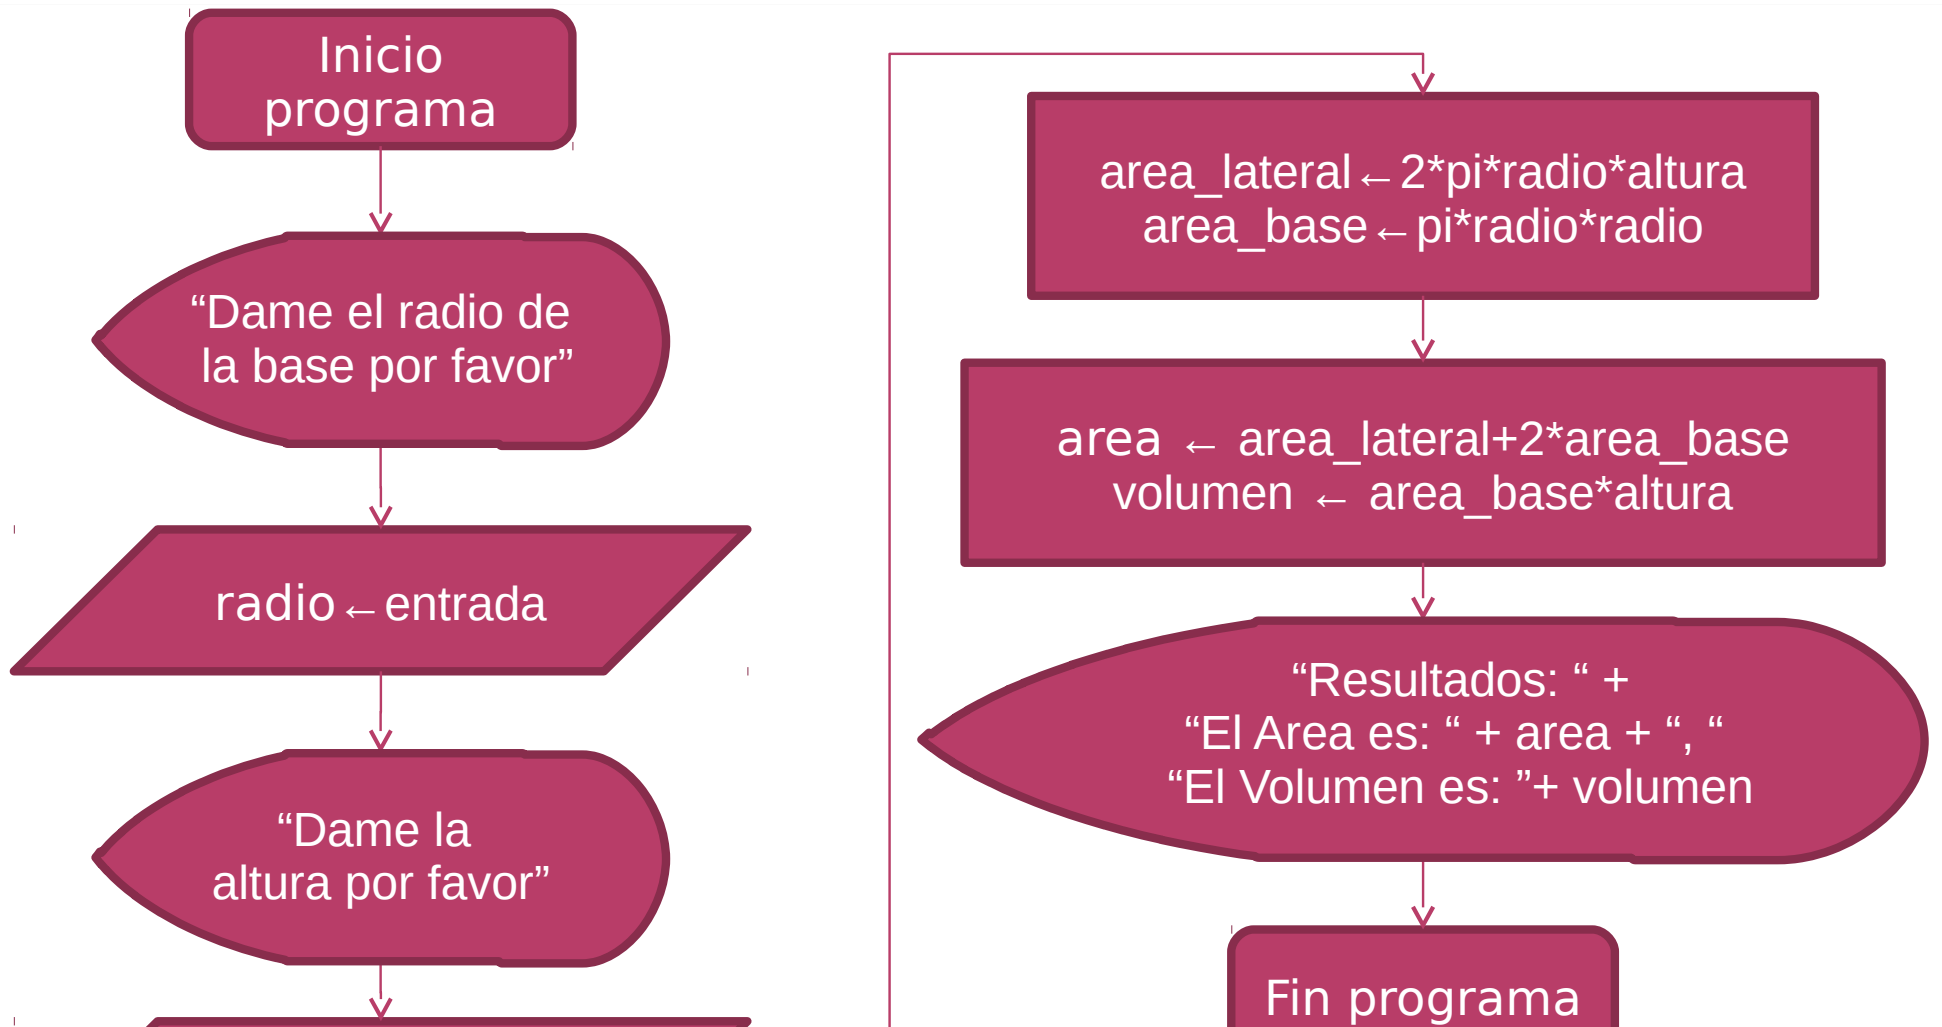 Inicio
programa
“Dame el radio de
la base por favor”
radio←entrada
“Dame la
altura por favor”
area_lateral←2*pi*radio*altura
area_base←pi*radio*radio
area ← area_lateral+2*area_base
volumen ← area_base*altura
“Resultados: “ +
“El Area es: “ + area + “, “
“El Volumen es: ”+ volumen
Fin programa